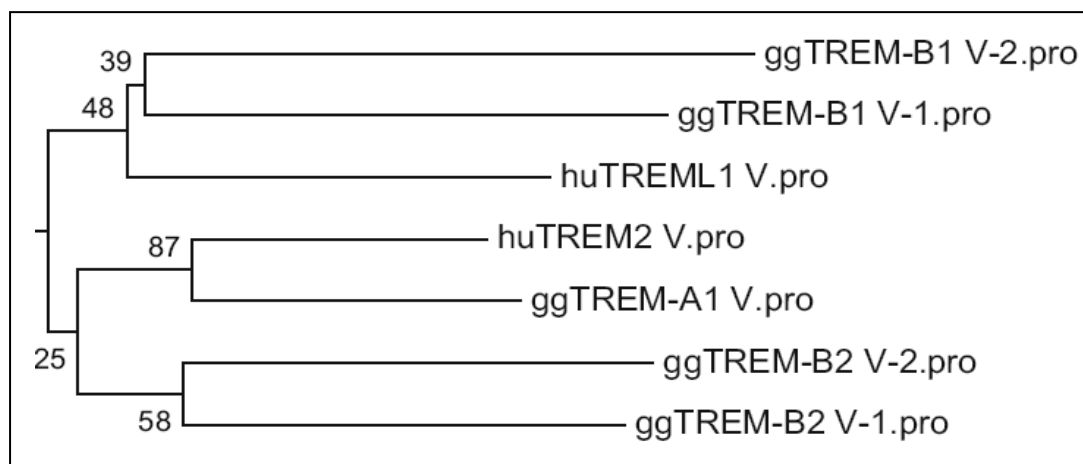 39
ggTREM-B1 V-2.pro
48
ggTREM-B1 V-1.pro
huTREML1 V.pro
87
huTREM2 V.pro
ggTREM-A1 V.pro
25
ggTREM-B2 V-2.pro
58
ggTREM-B2 V-1.pro